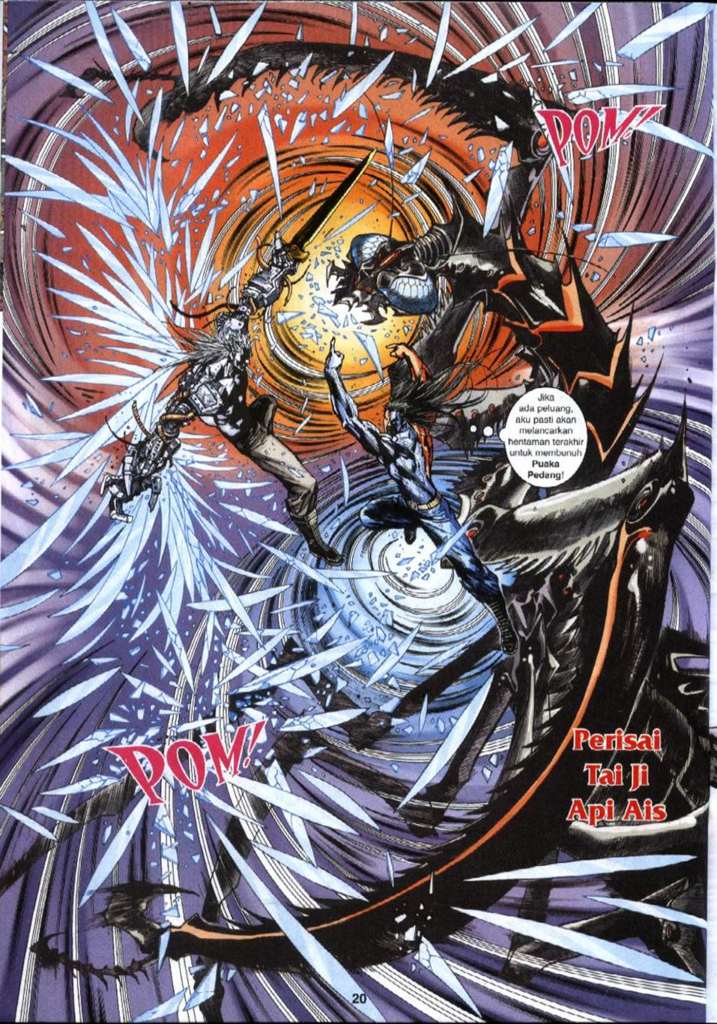 POM!
Jika
ada peluang,
aku pasti akan
melancarkan
hentaman terakhir
untuk membunuh
Puaka
Pedang!
POM!
Perisai
Tai Ji
Api Ais
20